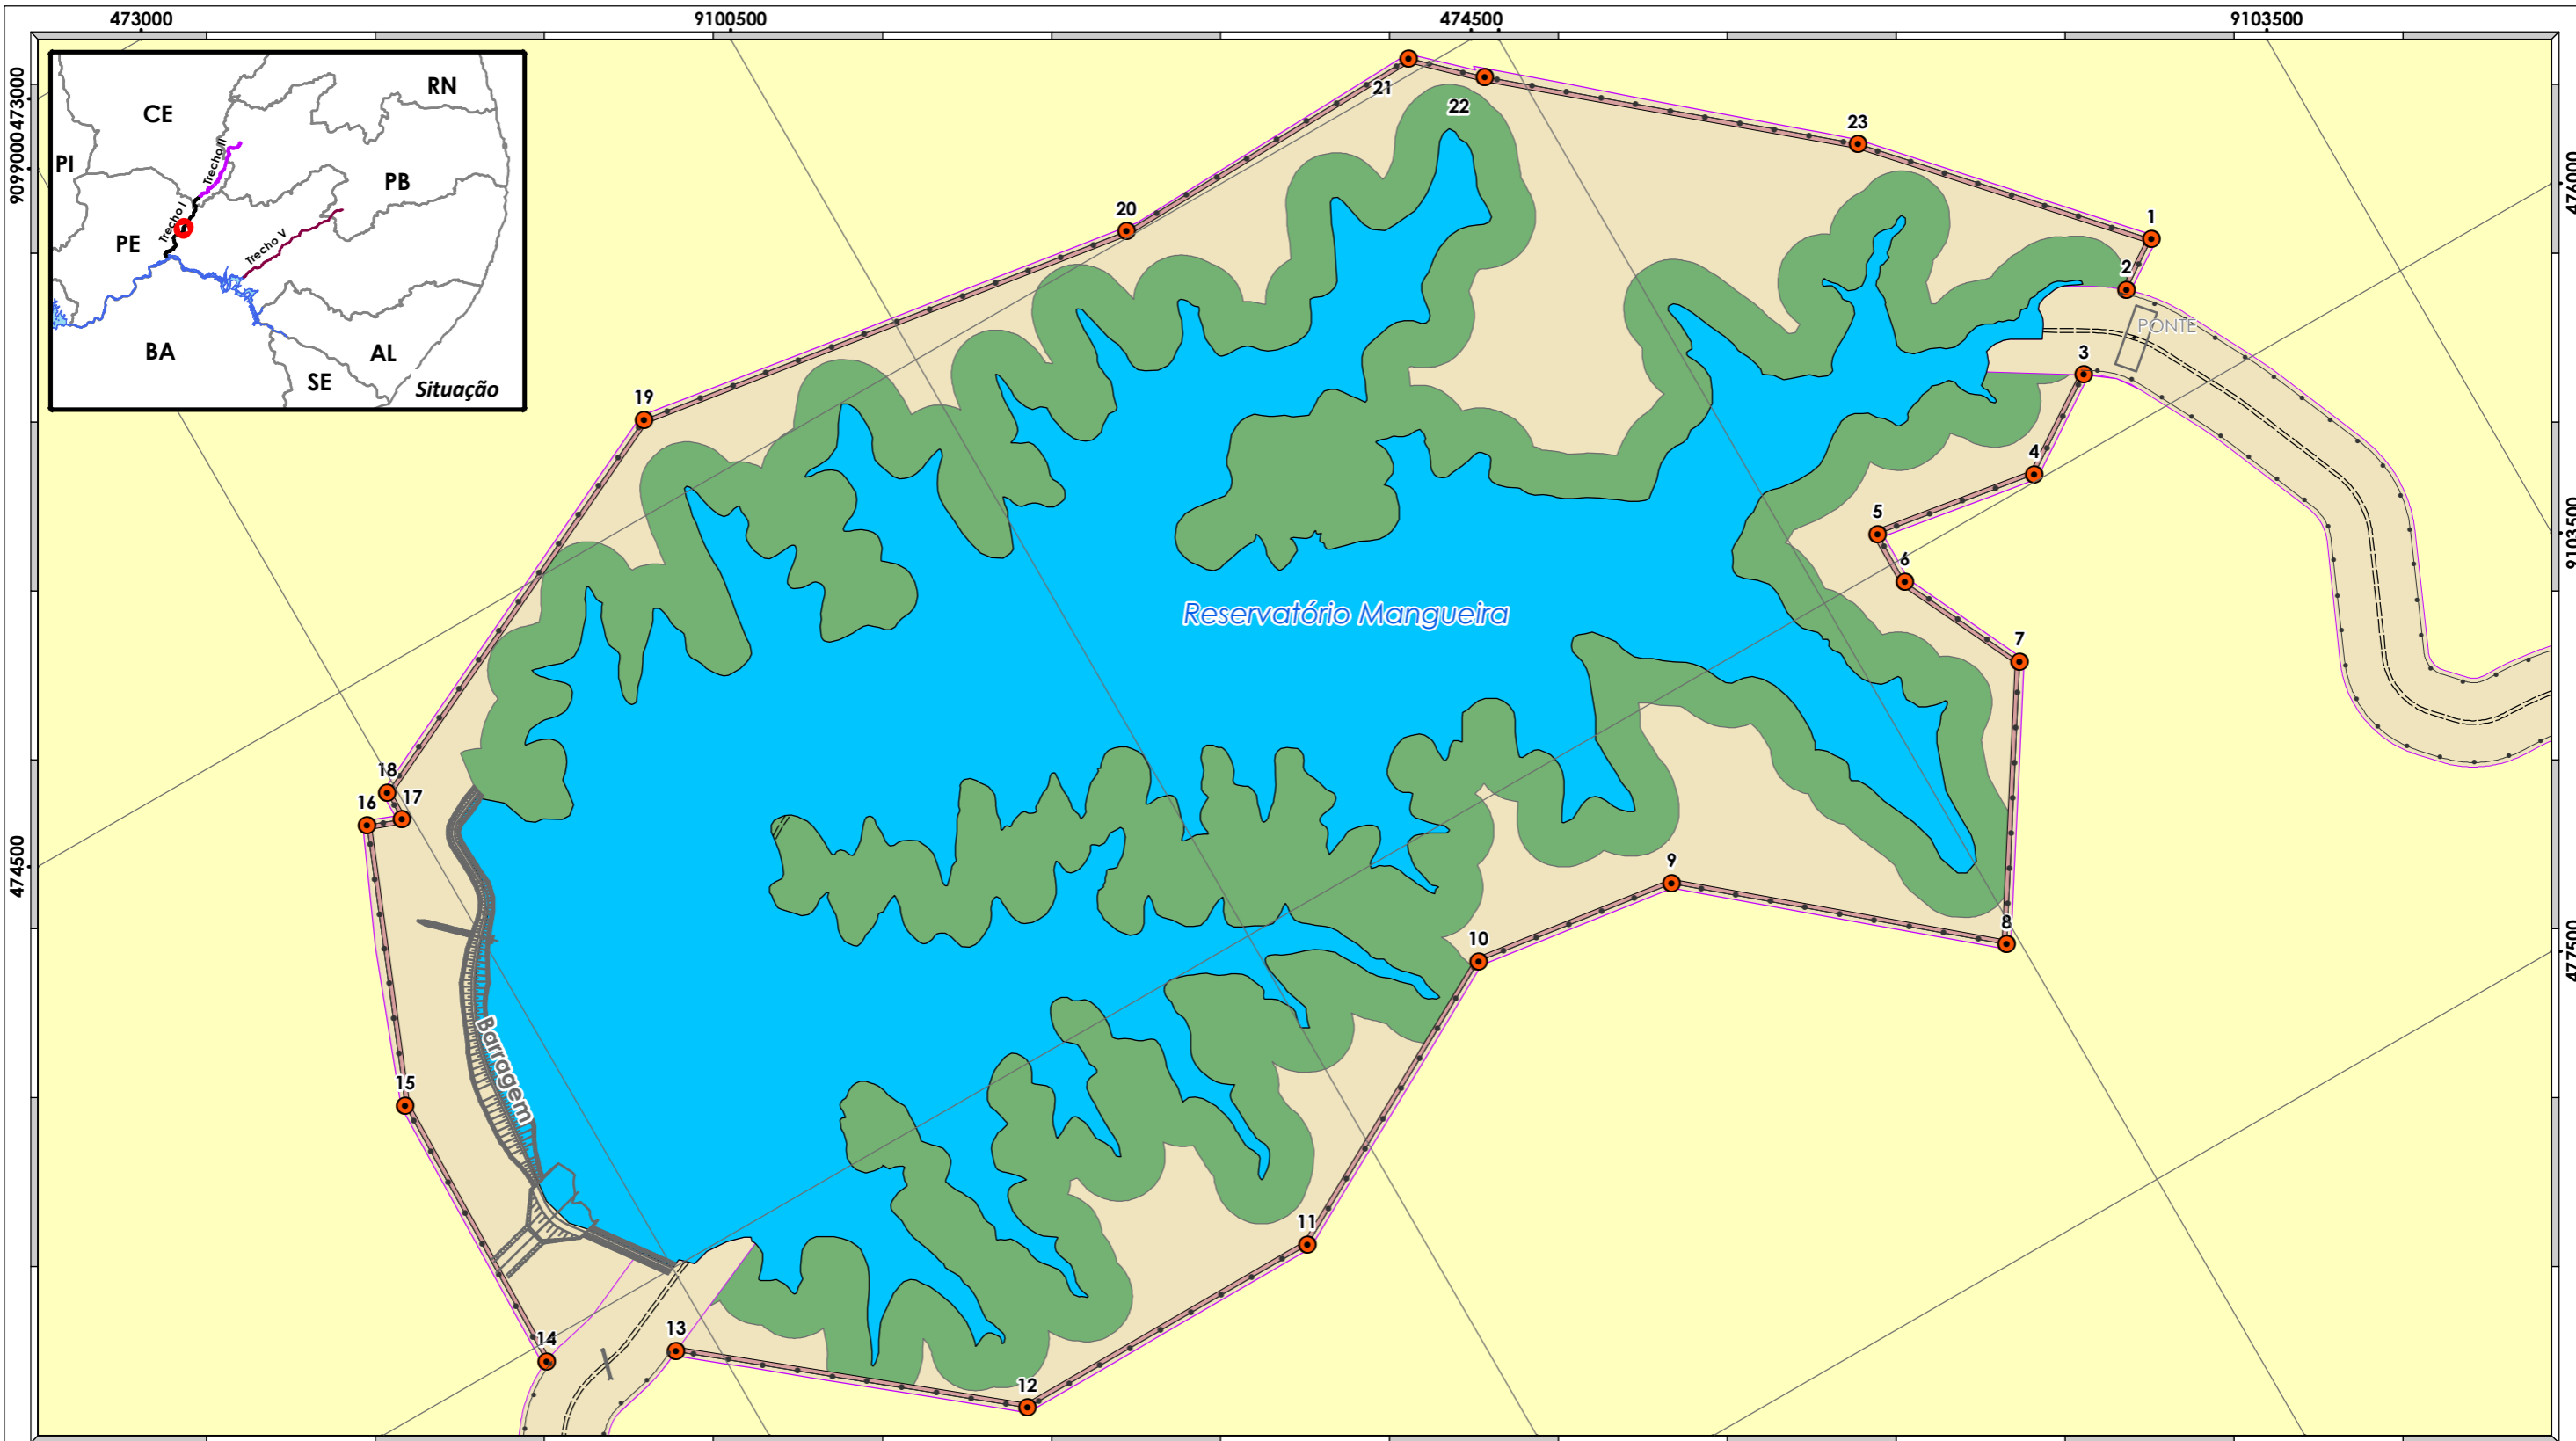 473000
9100500
474500
9103500
473000
9099000
474500
476000
9103500
477500
CE
RN
PI
PB
PE
BA
AL
SE
Trecho II
Trecho I
Trecho V
Situação
21
22
23
20
1
2
PONTE
3
19
4
5
6
Reservatório Mangueira
7
18
17
16
9
8
10
Barragem
15
11
13
14
12